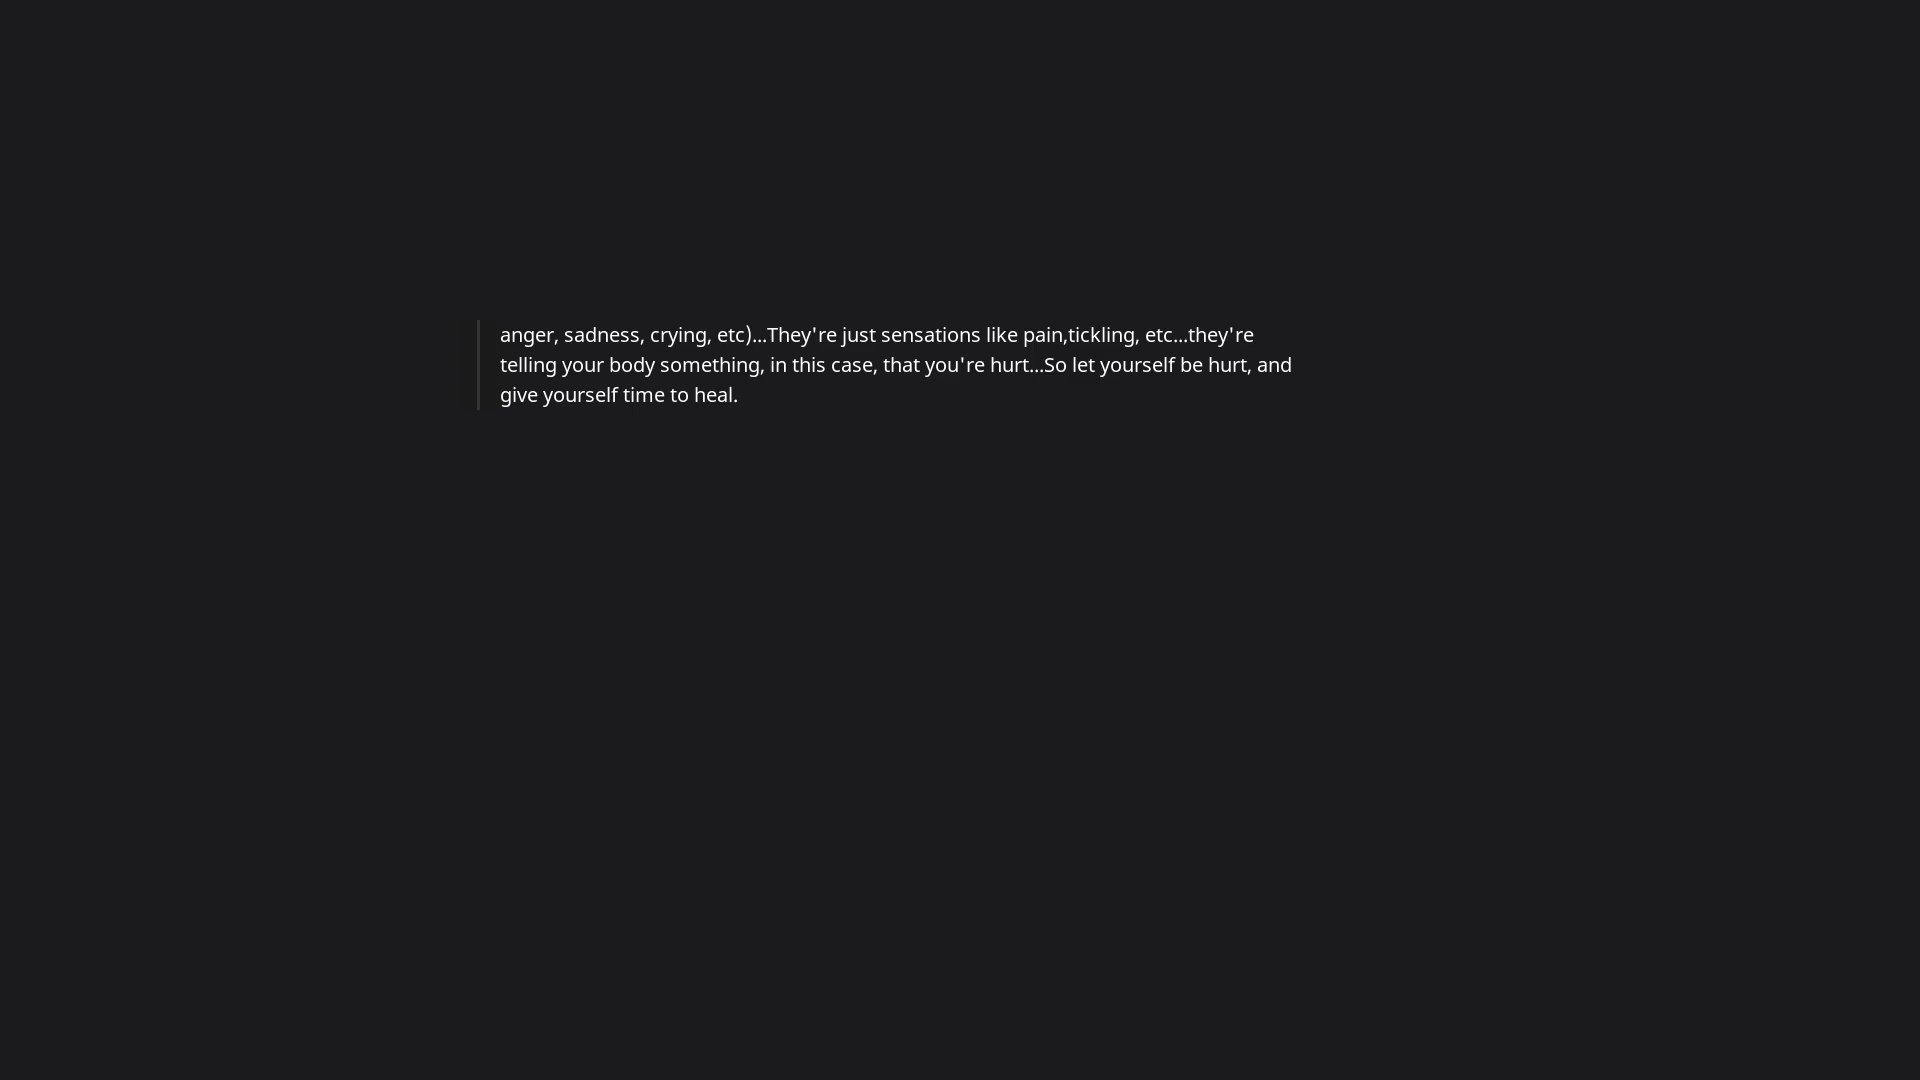 anger, sadness, crying, etc)...They're just sensations like pain,tickling, etc...they're
telling your body something, in this case, that you're hurt...So let yourself be hurt, and
give yourself time to heal.